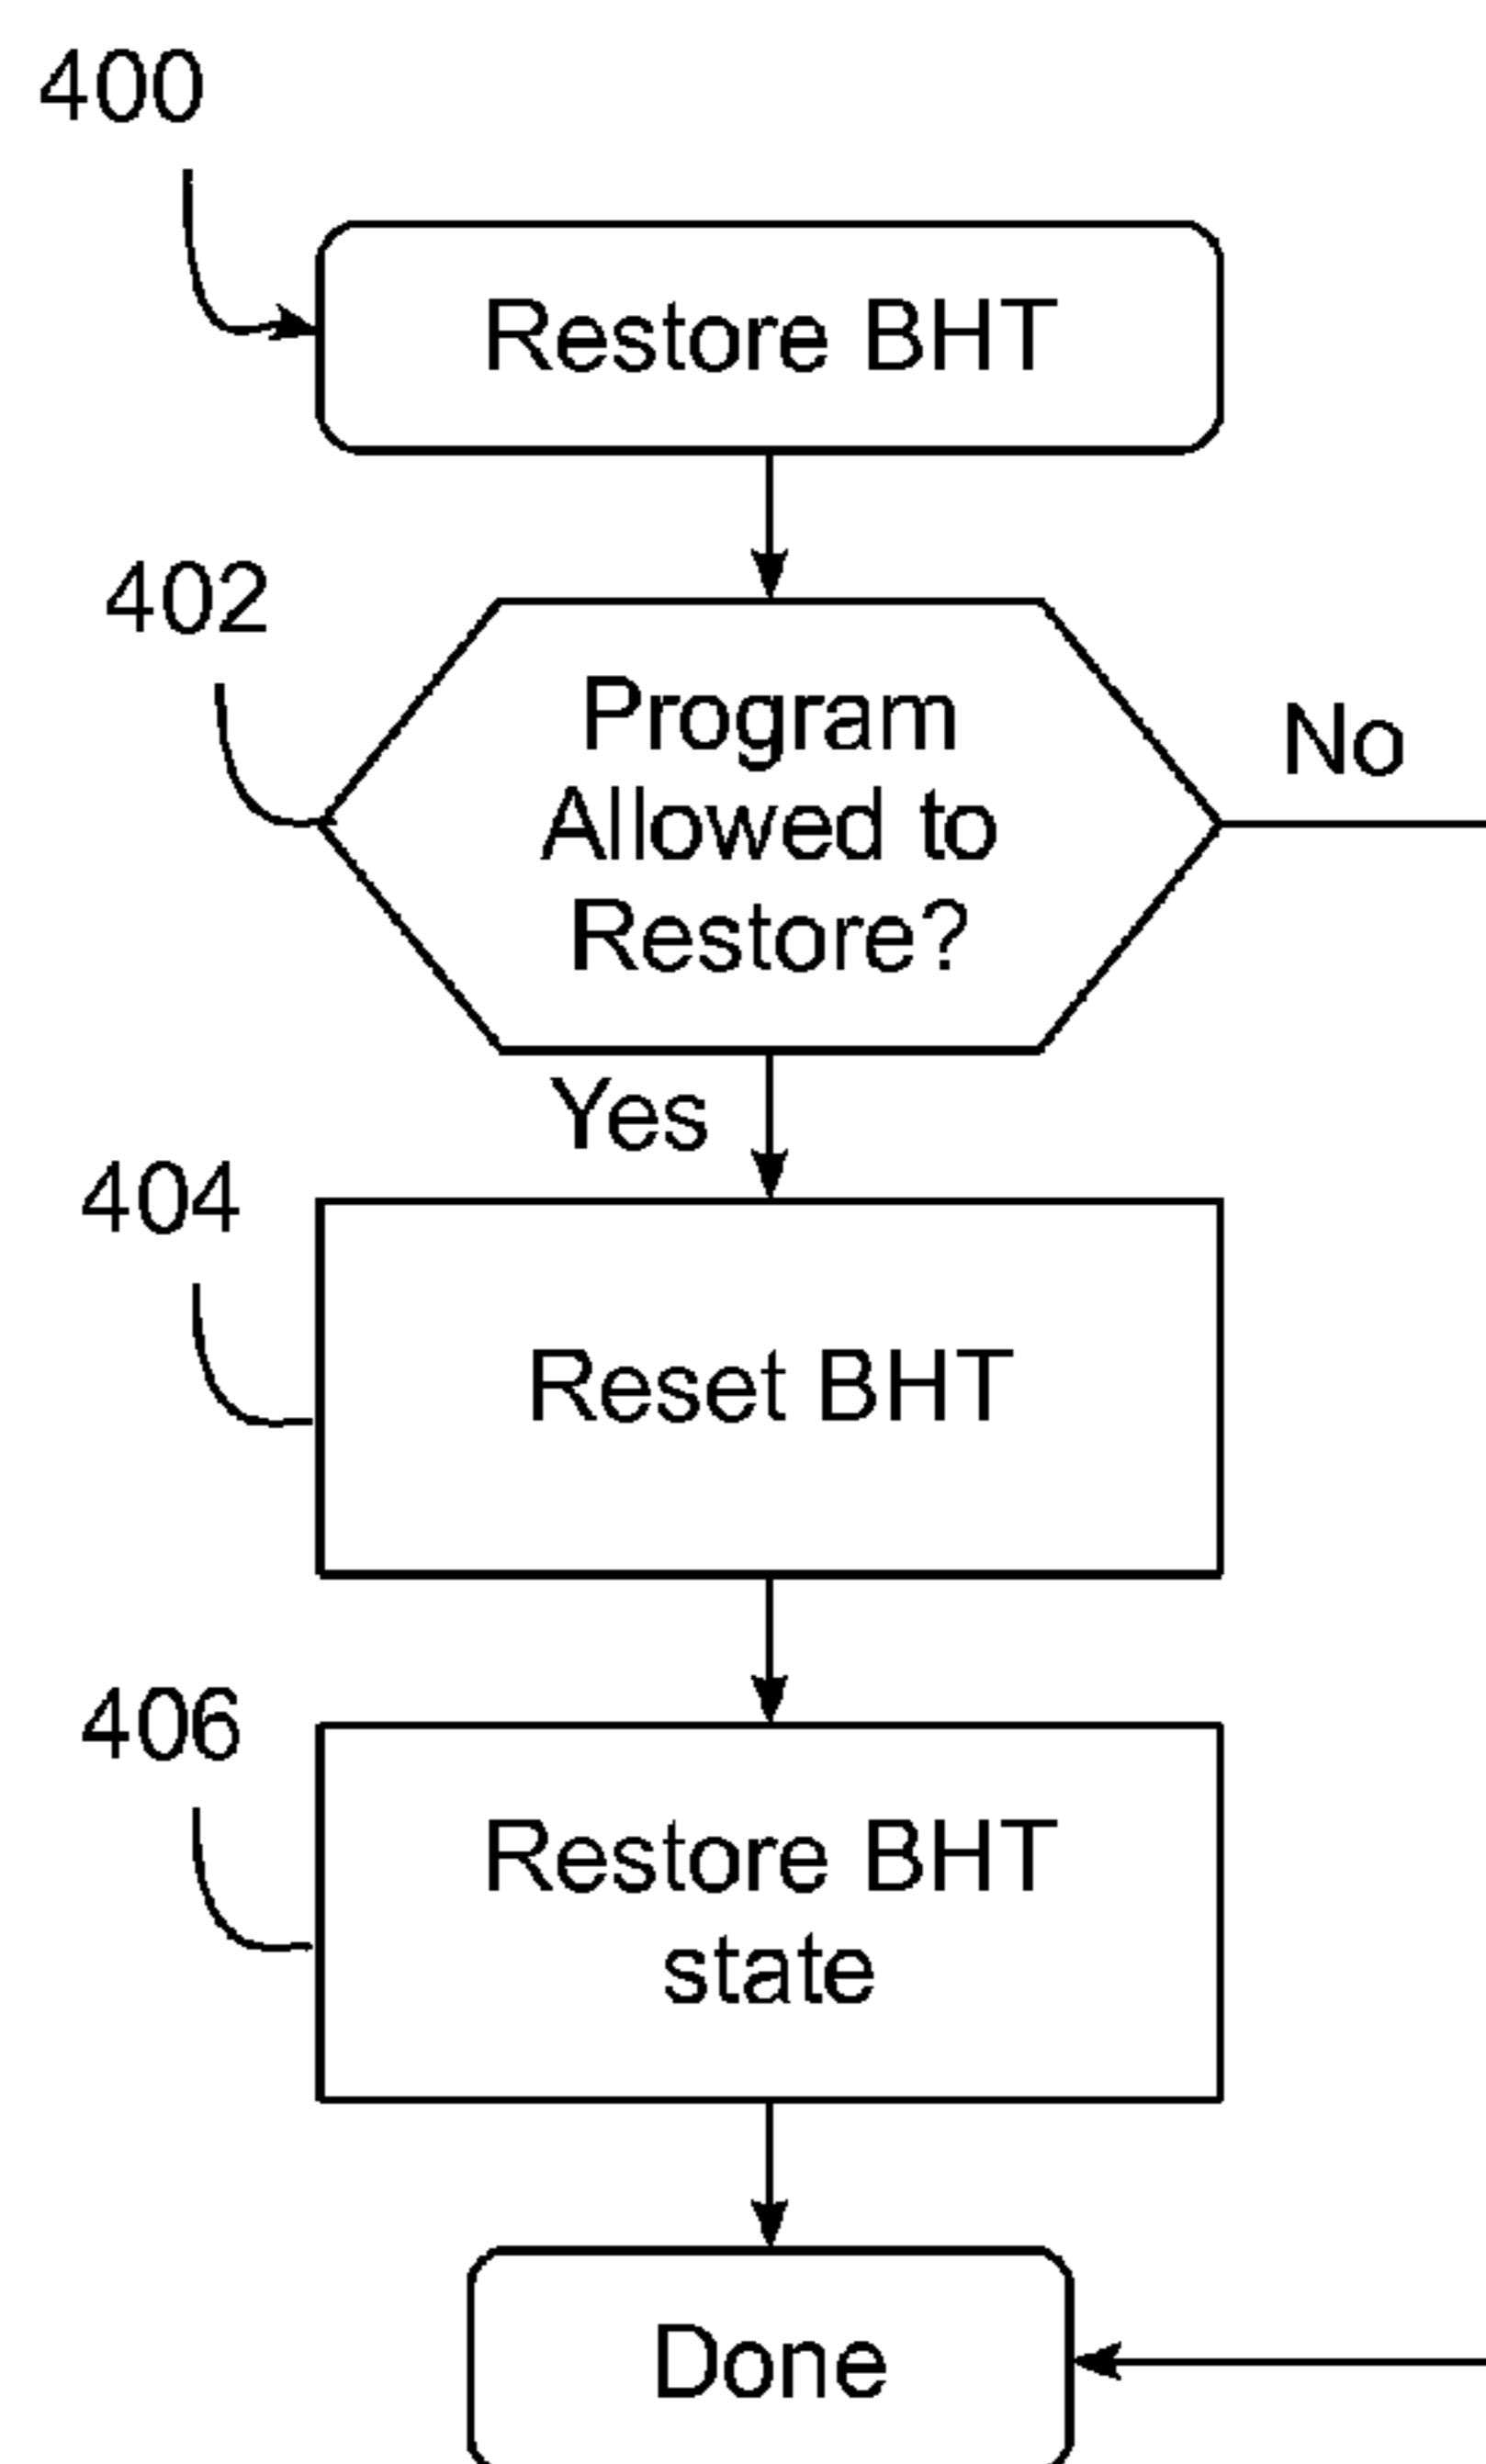 400
Restore BHT
402
Program
Allowed to
Restore?
No
Yes
404
Reset BHT
406
Restore BHT
state
Done